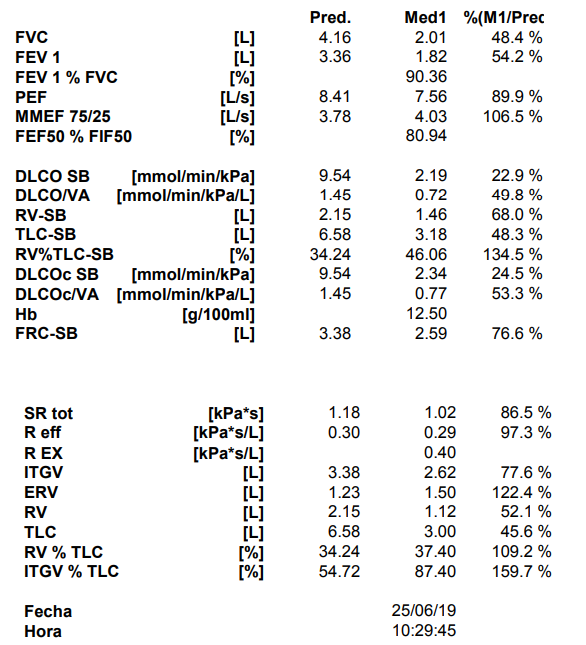 Pred. Med1 %(M1/Prec
FVC [L] 4.16 2.01 48.4 %
FEV 1 [L] 3.36 1.82 54.2 %
FEV 1 % FVC [%] 90.36
PEF [L/s] 8.41 7.56 89.9 %
MMEF 75/25 [L/s] 3.78 4.03 106.5 %
FEF50 % FIF50 [%] 80.94
DLCO SB [mmol/min/kPa] 9.54 2.19 22.9 %
DLCO/VA [mmol/min/kPa/L] 1.45 0.72 49.8 %
RV-SB [L] 2.15 1.46 68.0 %
TLC-SB [L] 6.58 3.18 48.3 %
RV%TLC-SB [%] 34.24 46.06 134.5 %
DLCOc SB [mmol/min/kPa] 9.54 2.34 24.5 %
DLCOc/VA [mmol/min/kPa/L] 1.45 0.77 53.3 %
Hb [g/100ml] 12.50
FRC-SB [L] 3.38 2.59 76.6 %
SR tot [kPa*s] 1.18 1.02 86.5 %
R eff [kPa*s/L] 0.30 0.29 97.3 %
R EX [kPa*s/L] 0.40
ITGV [L] 3.38 2.62 77.6 %
ERV [L] 1.23 1.50 122.4 %
RV [L] 2.15 1.12 52.1 %
TLC [L] 6.58 3.00 45.6 %
RV % TLC [%] 34.24 37.40 109.2 %
ITGV % TLC [%] 54.72 87.40 159.7 %
Fecha 25/06/19
Hora 10:29:45